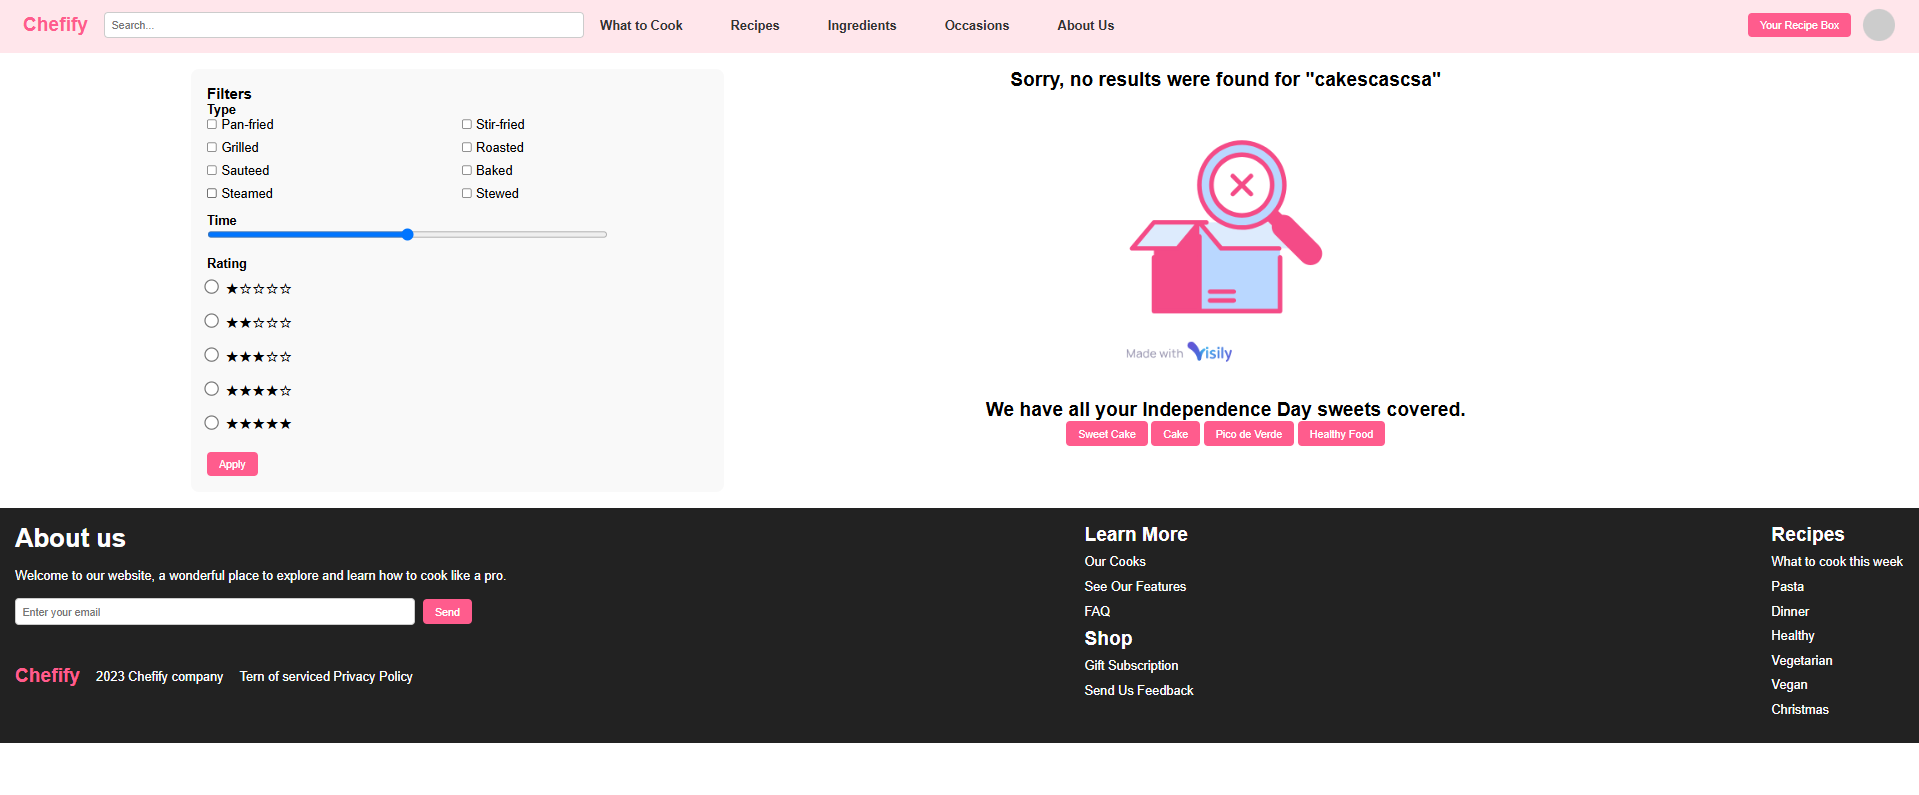 Chefify
Search...
What to Cook
Recipes
Ingredients
Occasions
About Us
Your Recipe Box
Filters
Type
Pan-fried
Stir-fried
Grilled
Roasted
Sauteed
Baked
Steamed
Stewed
Time
Rating
★☆☆☆☆
★★☆☆☆
★★★☆☆
★★★★☆
★★★★★
Apply
Sorry, no results were found for "cakescascsa"
Made with Visily
We have all your Independence Day sweets covered.
Sweet Cake
Cake
Pico de Verde
Healthy Food
About us
Welcome to our website, a wonderful place to explore and learn how to cook like a pro.
Enter your email
Send
Chefify
2023 Chefify company
Tern of serviced Privacy Policy
Learn More
Our Cooks
See Our Features
FAQ
Shop
Gift Subscription
Send Us Feedback
Recipes
What to cook this week
Pasta
Dinner
Healthy
Vegetarian
Vegan
Christmas